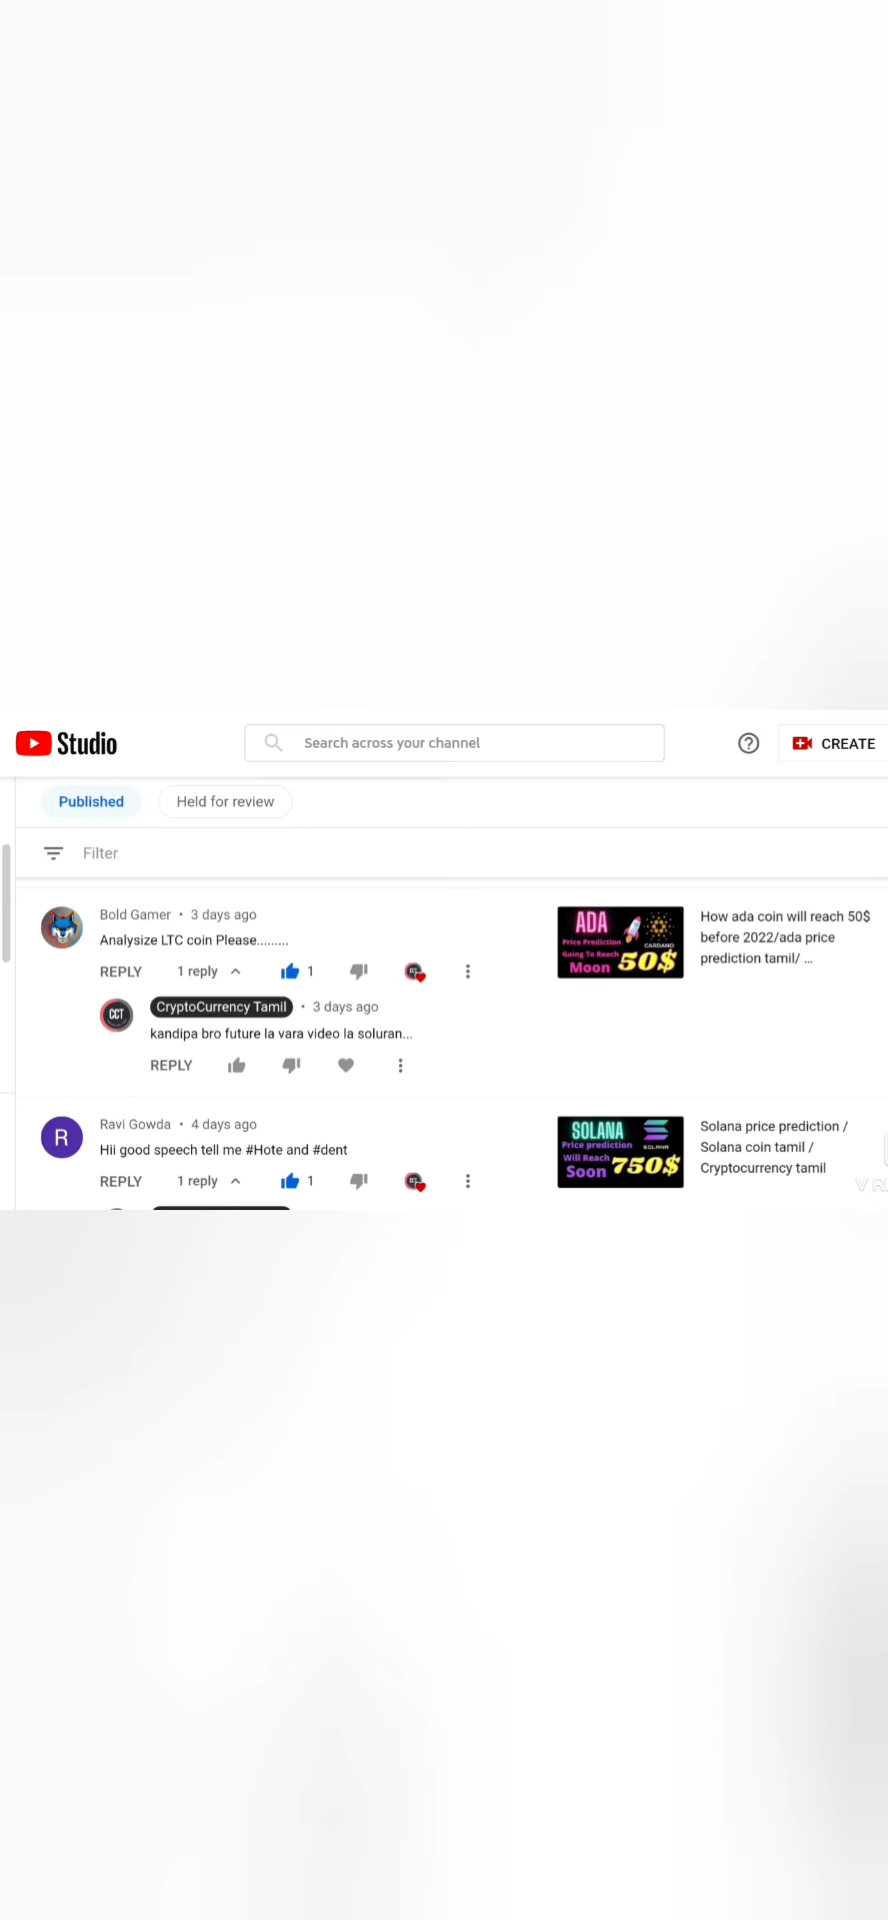 Studio
Search across your channel
CREATE
Published
Held for review
Filter
Bold Gamer • 3 days ago
Analysize LTC coin Please.........
REPLY 1 reply 1
CCT
CryptoCurrency Tamil • 3 days ago
kandipa bro future la vara video la soluran...
REPLY
ADA
Price Prediction
Going To Reach
Moon
50$
CARDANO
How ada coin will reach 50$
before 2022/ada price
prediction tamil/ ...
R
Ravi Gowda • 4 days ago
Hii good speech tell me #Hote and #dent
REPLY 1 reply 1
SOLANA
Price prediction
Will Reach
Soon
750$
SOLANA
Solana price prediction /
Solana coin tamil /
Cryptocurrency tamil